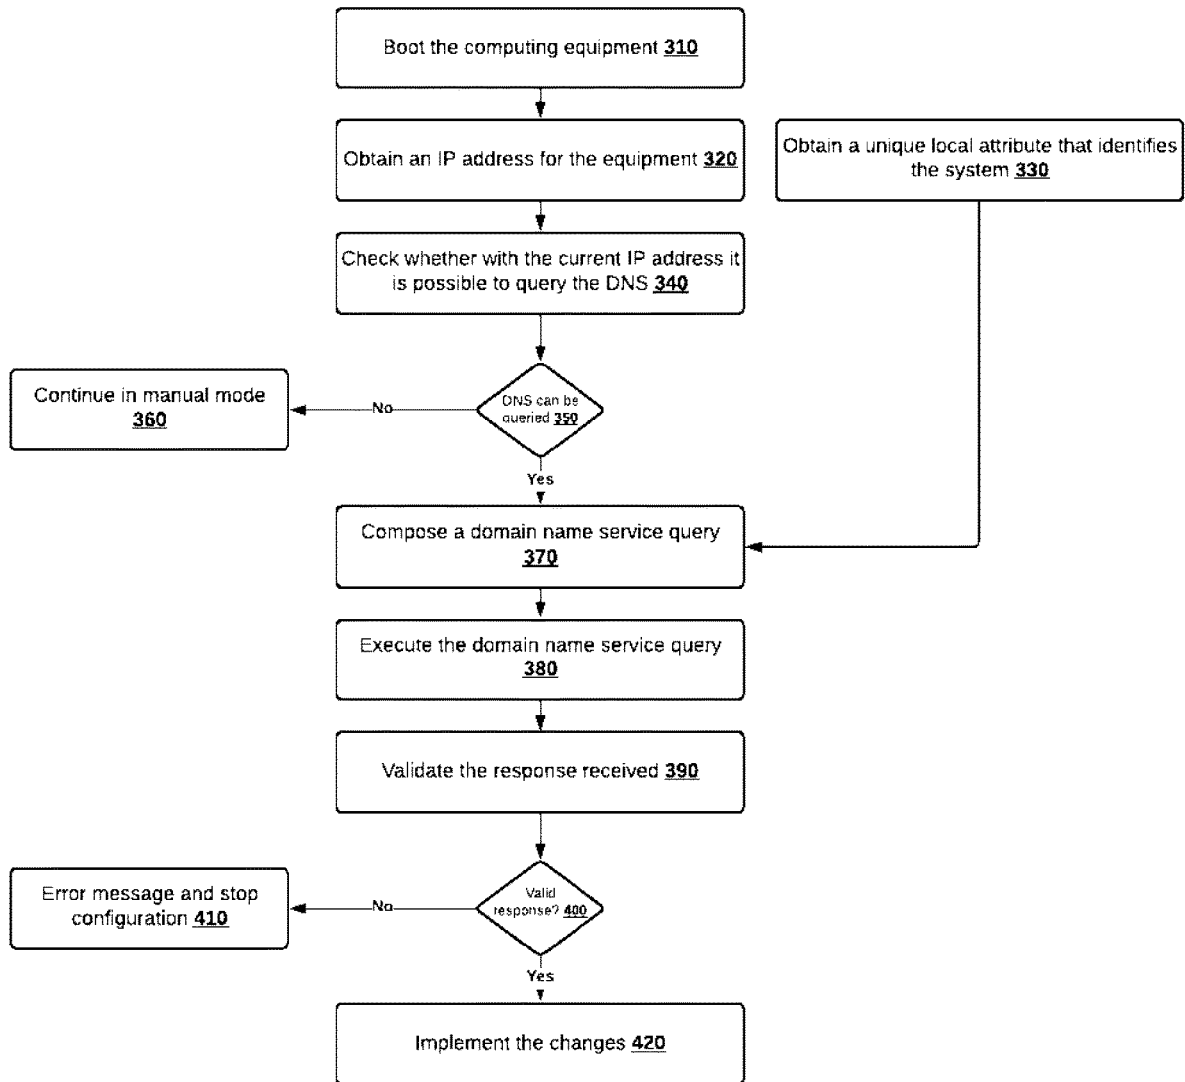 Boot the computing equipment 310
Obtain an IP address for the equipment 320
Obtain a unique local attribute that identifies
the system 330
Check whether with the current IP address it
is possible to query the DNS 340
DNS can be
queried 350
No
Continue in manual mode
360
Yes
Compose a domain name service query
370
Execute the domain name service query
380
Validate the response received 390
Valid
response? 400
No
Error message and stop
configuration 410
Yes
Implement the changes 420